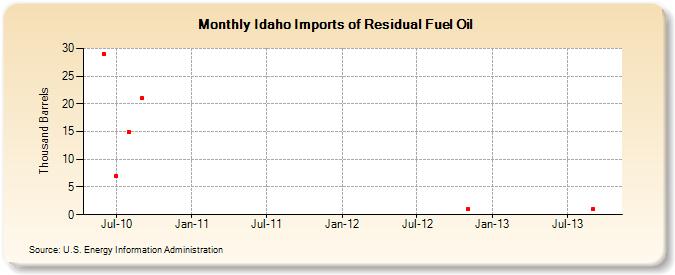 Monthly Idaho Imports of Residual Fuel Oil
Thousand Barrels
30
25
20
15
10
5
0
Jul-10 Jan-11 Jul-11 Jan-12 Jul-12 Jan-13 Jul-13
Source: U.S. Energy Information Administration